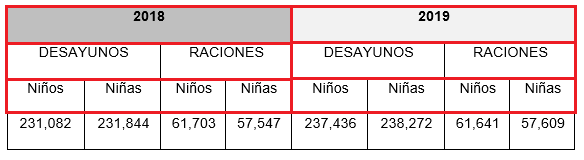 2018 2019
DESAYUNOS RACIONES DESAYUNOS RACIONES
Niños Niñas Niños Niñas Niños Niñas Niños Niñas
231,082 231,844 61,703 57,547 237,436 238,272 61,641 57,609